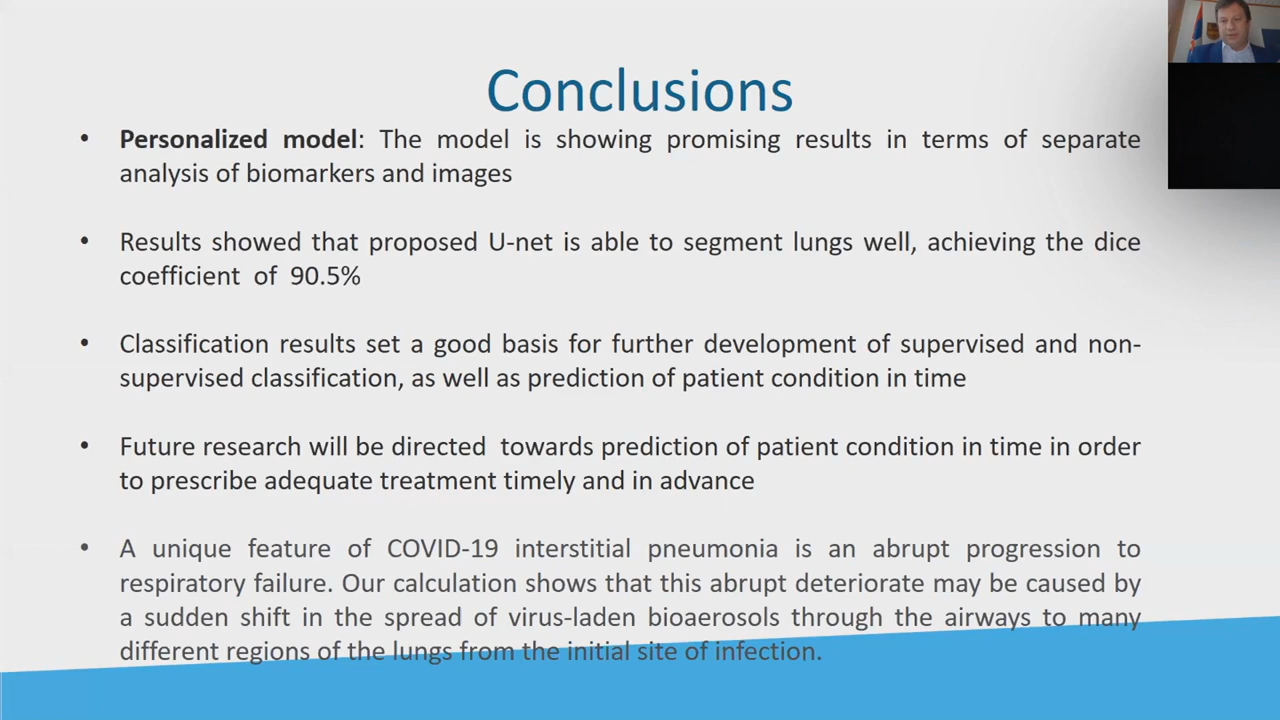 Conclusions
• Personalized model: The model is showing promising results in terms of separate
analysis of biomarkers and images
• Results showed that proposed U-net is able to segment lungs well, achieving the dice
coefficient of 90.5%
• Classification results set a good basis for further development of supervised and non-
supervised classification, as well as prediction of patient condition in time
• Future research will be directed towards prediction of patient condition in time in order
to prescribe adequate treatment timely and in advance
• A unique feature of COVID-19 interstitial pneumonia is an abrupt progression to
respiratory failure. Our calculation shows that this abrupt deteriorate may be caused by
a sudden shift in the spread of virus-laden bioaerosols through the airways to many
different regions of the lungs from the initial site of infection.